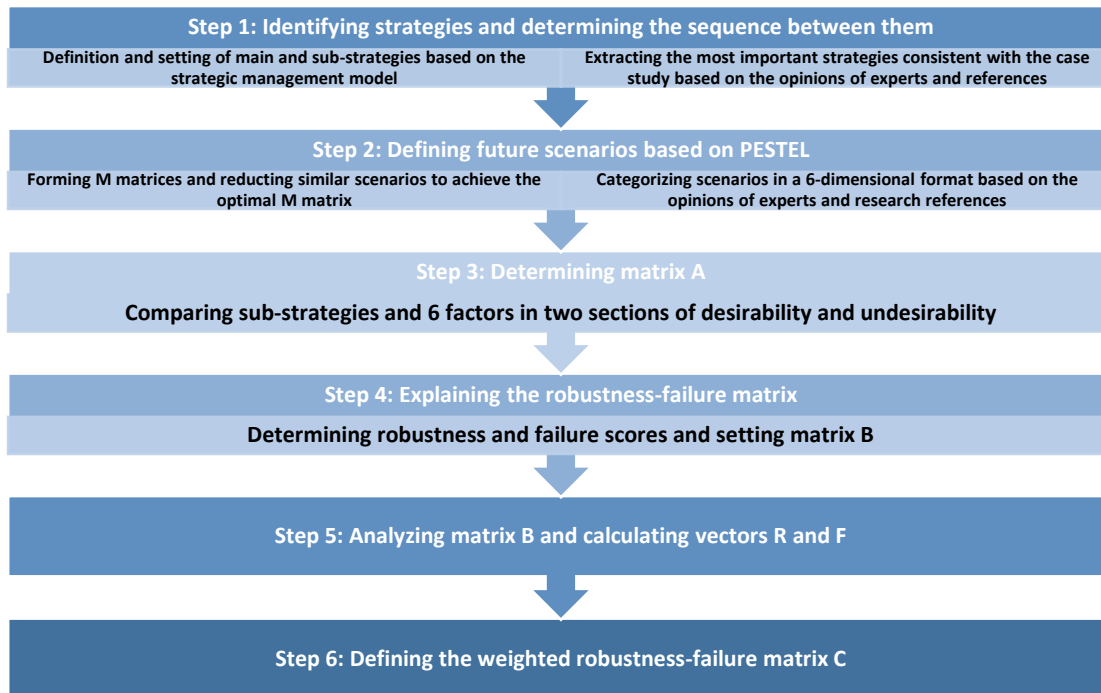 Step 1: Identifying strategies and determining the sequence between them
Definition and setting of main and sub-strategies based on the
strategic management model
Extracting the most important strategies consistent with the case
study based on the opinions of experts and references
Step 2: Defining future scenarios based on PESTEL
Forming M matrices and reducting similar scenarios to achieve the
optimal M matrix
Categorizing scenarios in a 6-dimensional format based on the
opinions of experts and research references
Step 3: Determining matrix A
Comparing sub-strategies and 6 factors in two sections of desirability and undesirability
Step 4: Explaining the robustness-failure matrix
Determining robustness and failure scores and setting matrix B
Step 5: Analyzing matrix B and calculating vectors R and F
Step 6: Defining the weighted robustness-failure matrix C